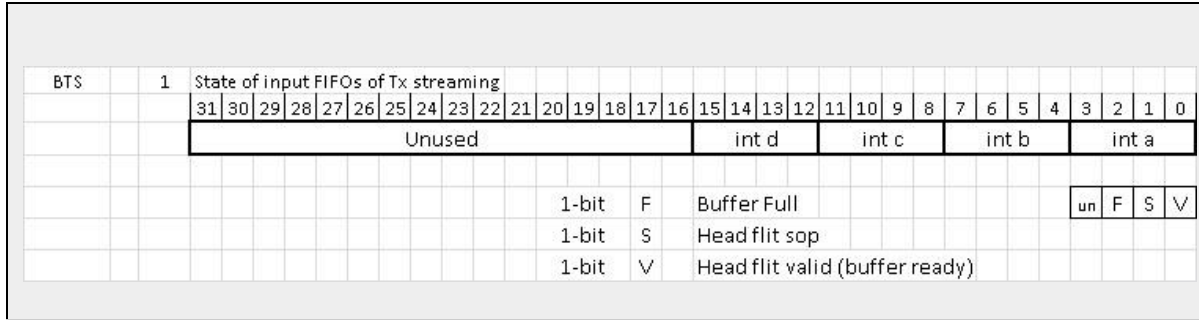 BTS 1 State of input FIFOs of Tx streaming
31 30 29 28 27 26 25 24 23 22 21 20 19 18 17 16 15 14 13 12 11 10 9 8 7 6 5 4 3 2 1 0
Unused int d int c int b int a
1-bit F Buffer Full un F S V
1-bit S Head flit sop
1-bit V Head flit valid (buffer ready)